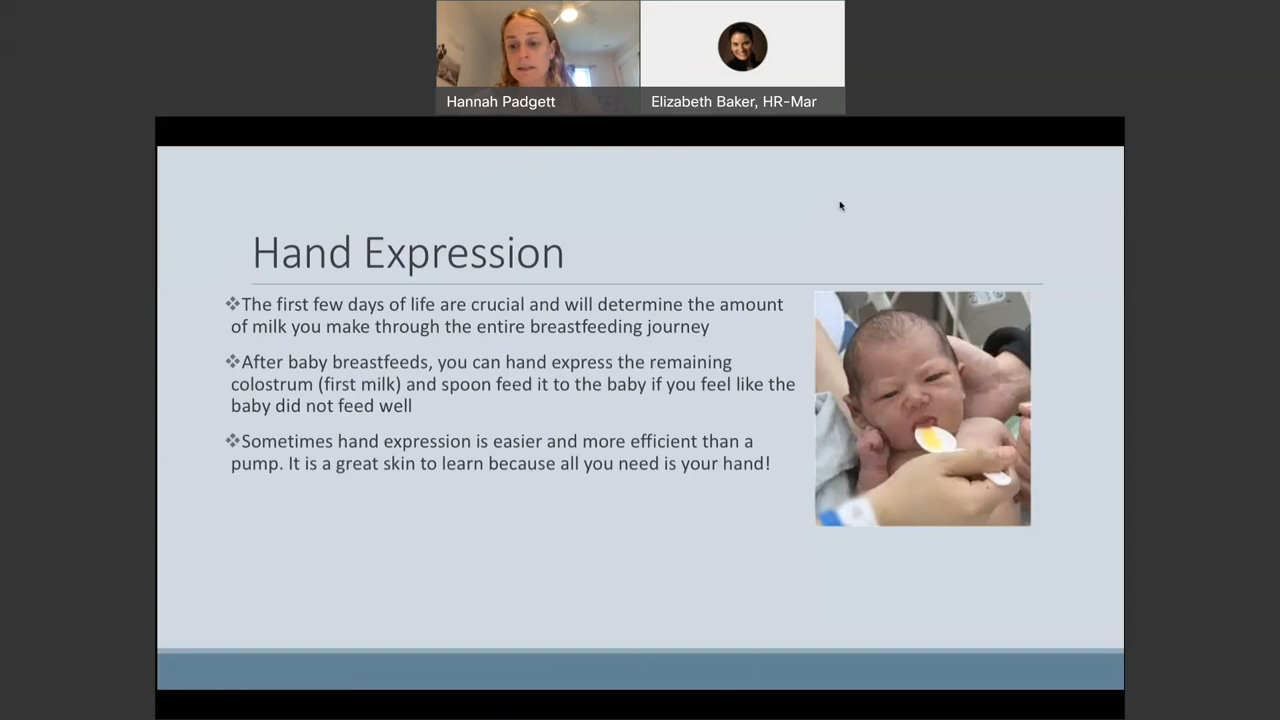 Hannah Padgett
Elizabeth Baker, HR-Mar
Hand Expression
❖The first few days of life are crucial and will determine the amount
of milk you make through the entire breastfeeding journey
❖After baby breastfeeds, you can hand express the remaining
colostrum (first milk) and spoon feed it to the baby if you feel like the
baby did not feed well
❖Sometimes hand expression is easier and more efficient than a
pump. It is a great skin to learn because all you need is your hand!